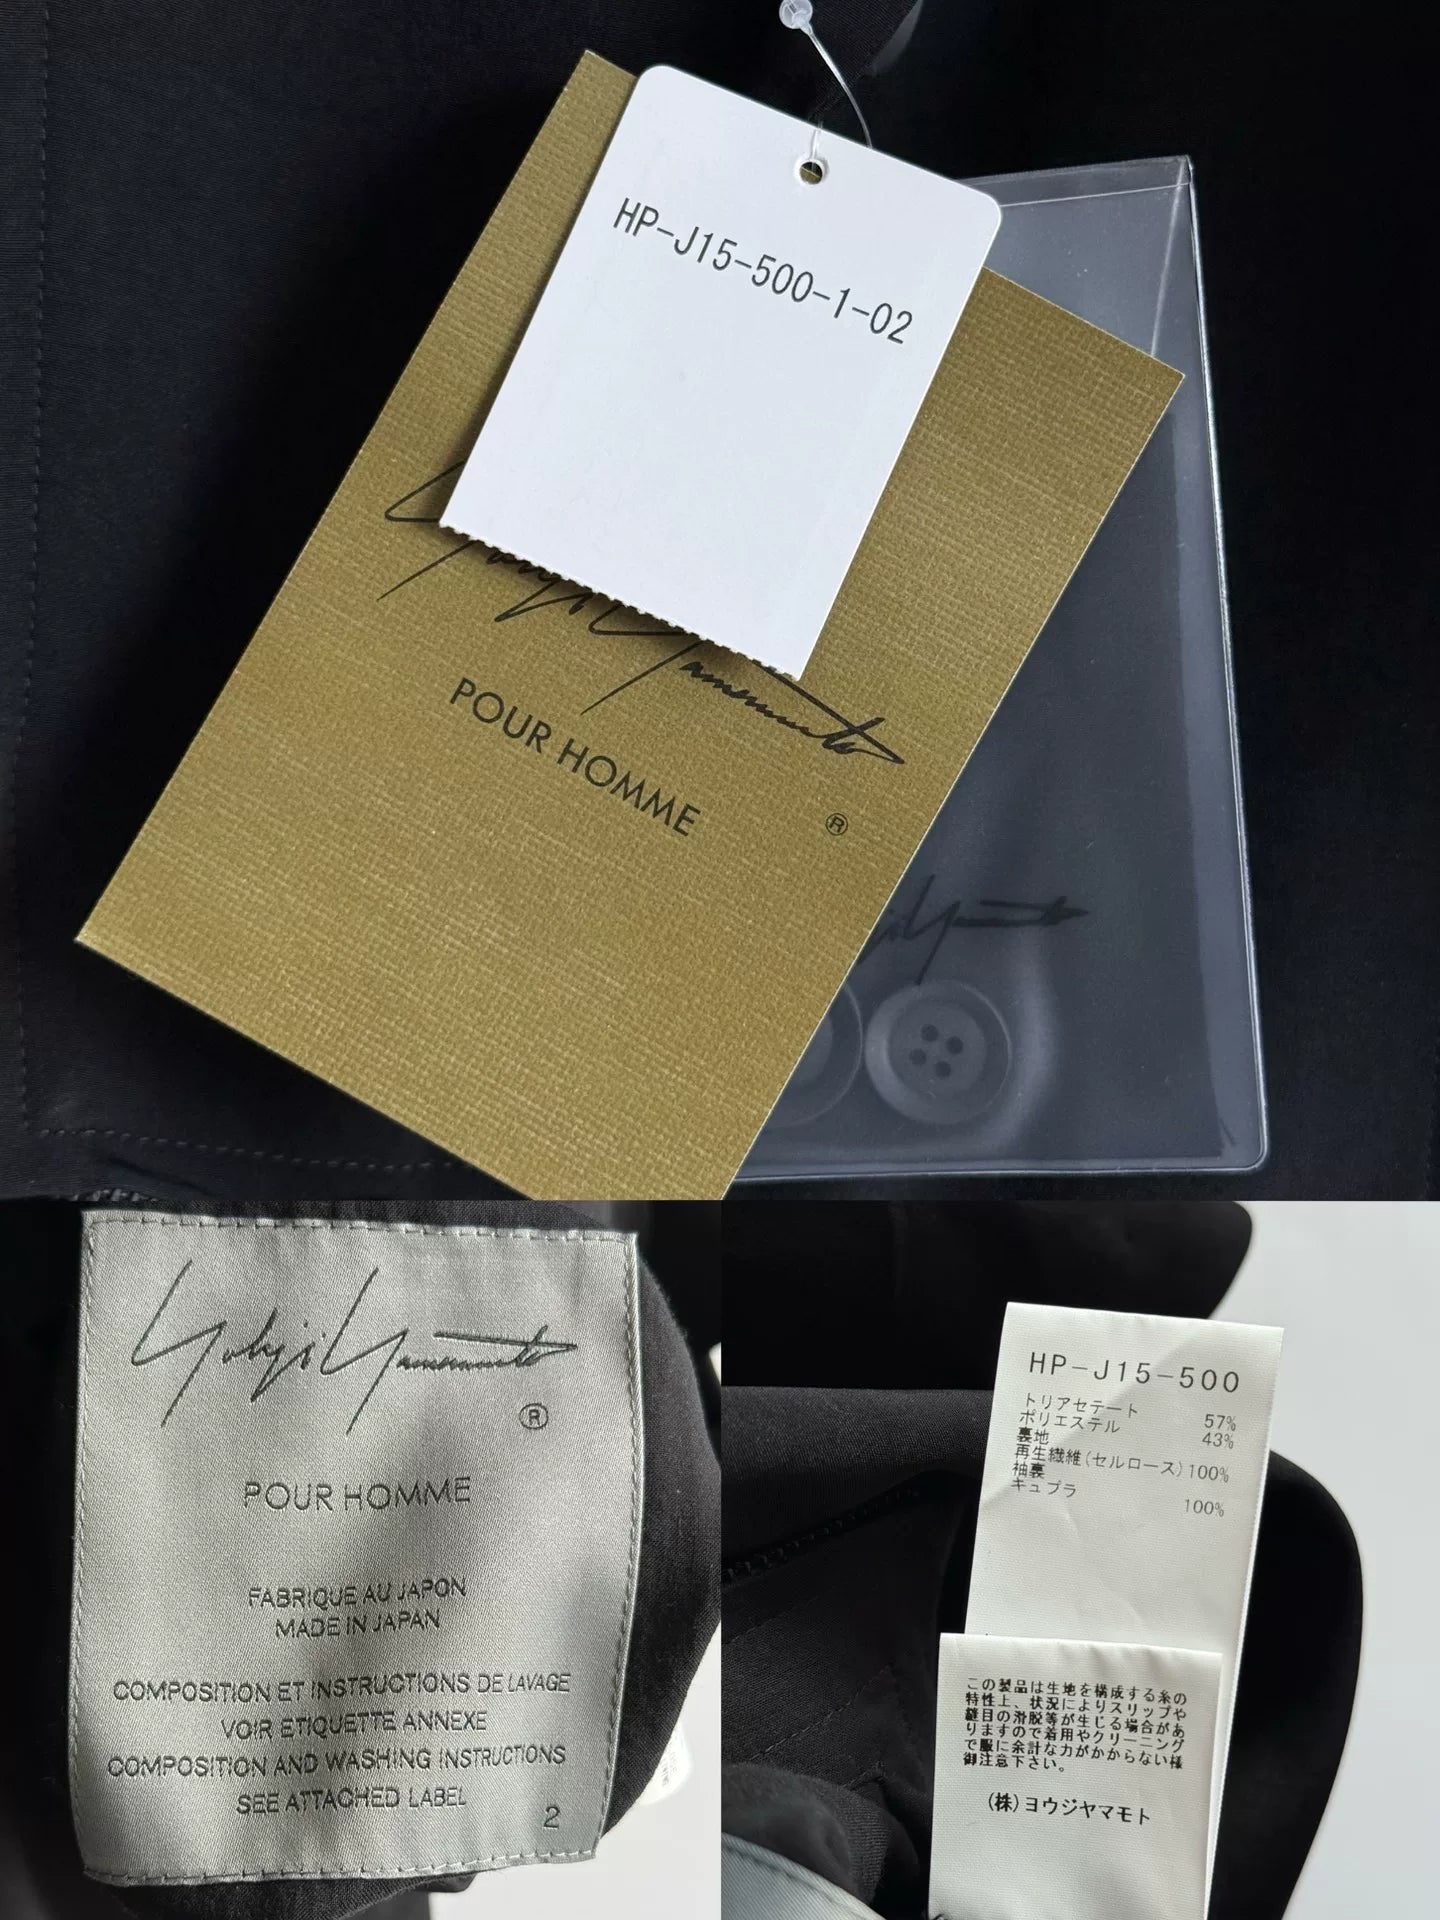 HP-J15-500-1-02
Yohji Yamamoto
POUR HOMME
®
Yohji Yamamoto
®
POUR HOMME
FABRIQUE AU JAPON
MADE IN JAPAN
COMPOSITION ET INSTRUCTIONS DE LAVAGE
VOIR ETIQUETTE ANNEXE
COMPOSITION AND WASHING INSTRUCTIONS
SEE ATTACHED LABEL
2
HP-J15-500
トリアセテート 57%
ポリエステル 43%
裏地
再生繊維(セルロース)100%
袖裏
キュプラ 100%
この製品は生地を構成する糸の
特性上、状況によりスリップや
縫目の滑脱等が生じる場合があ
りますので着用やクリーニング
で服に余計な力がかからない様
御注意下さい。
(株)ヨウジヤマモト